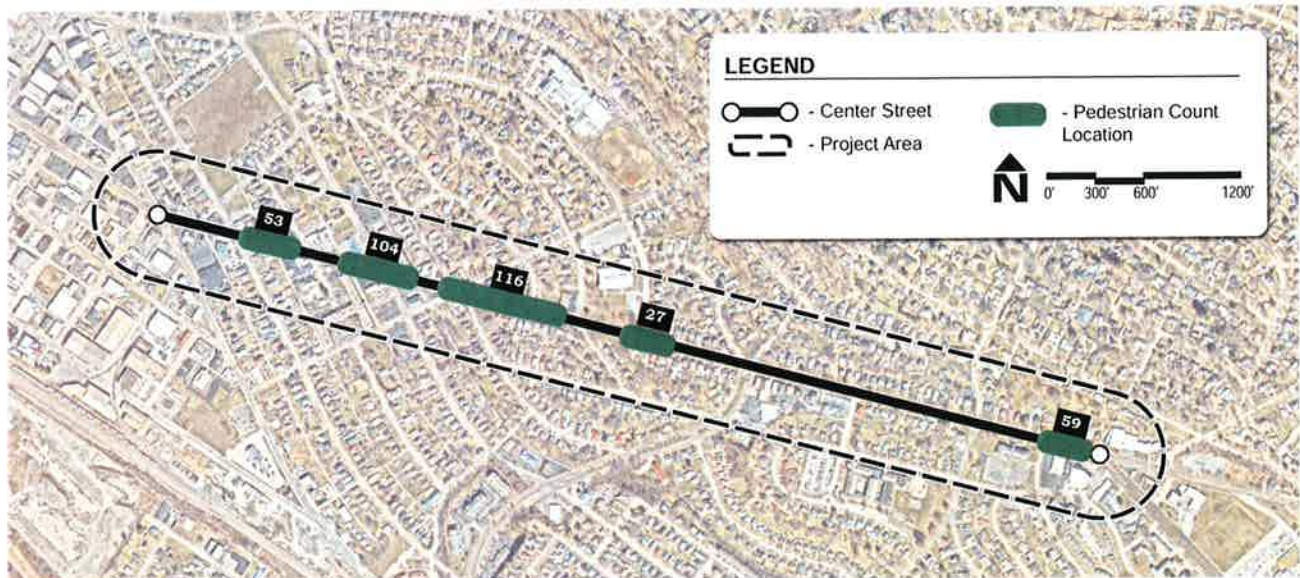 LEGEND
- Center Street
- Project Area
- Pedestrian Count
Location
N
0' 300' 600' 1200'
53
104
116
27
59